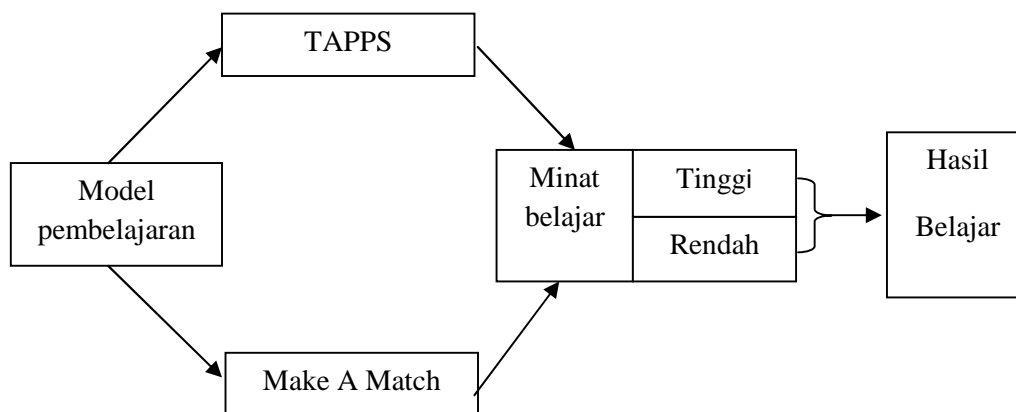 TAPPS
Model
pembelajaran
Minat
belajar
Tinggi
Rendah
Hasil
Belajar
Make A Match